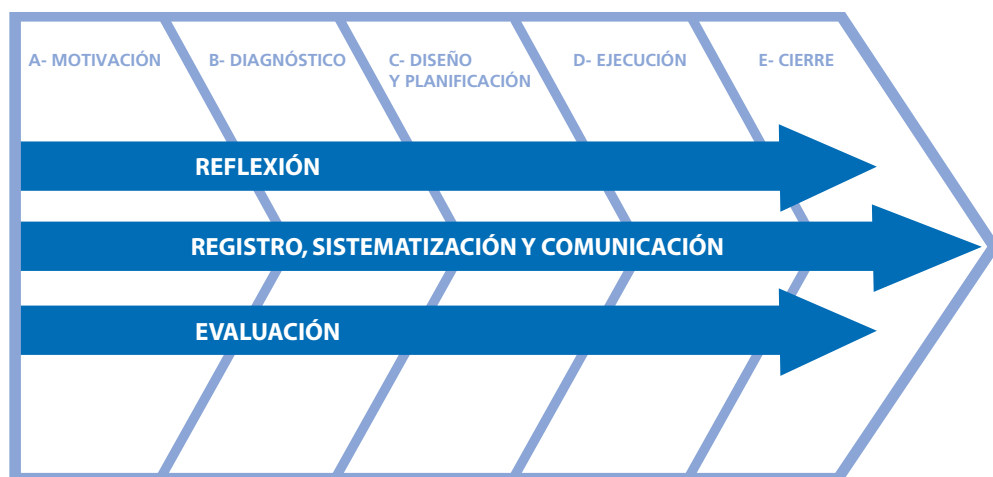 A- MOTIVACIÓN
B- DIAGNÓSTICO
C- DISEÑO
Y PLANIFICACIÓN
D- EJECUCIÓN
E- CIERRE
REFLEXIÓN
REGISTRO, SISTEMATIZACIÓN Y COMUNICACIÓN
EVALUACIÓN